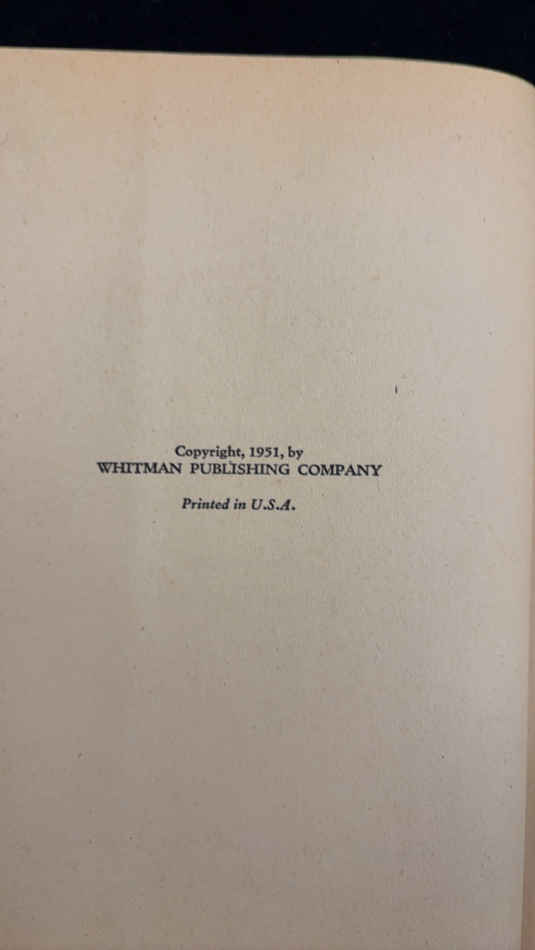 Copyright, 1951, by
WHITMAN PUBLISHING COMPANY
Printed in U.S.A.